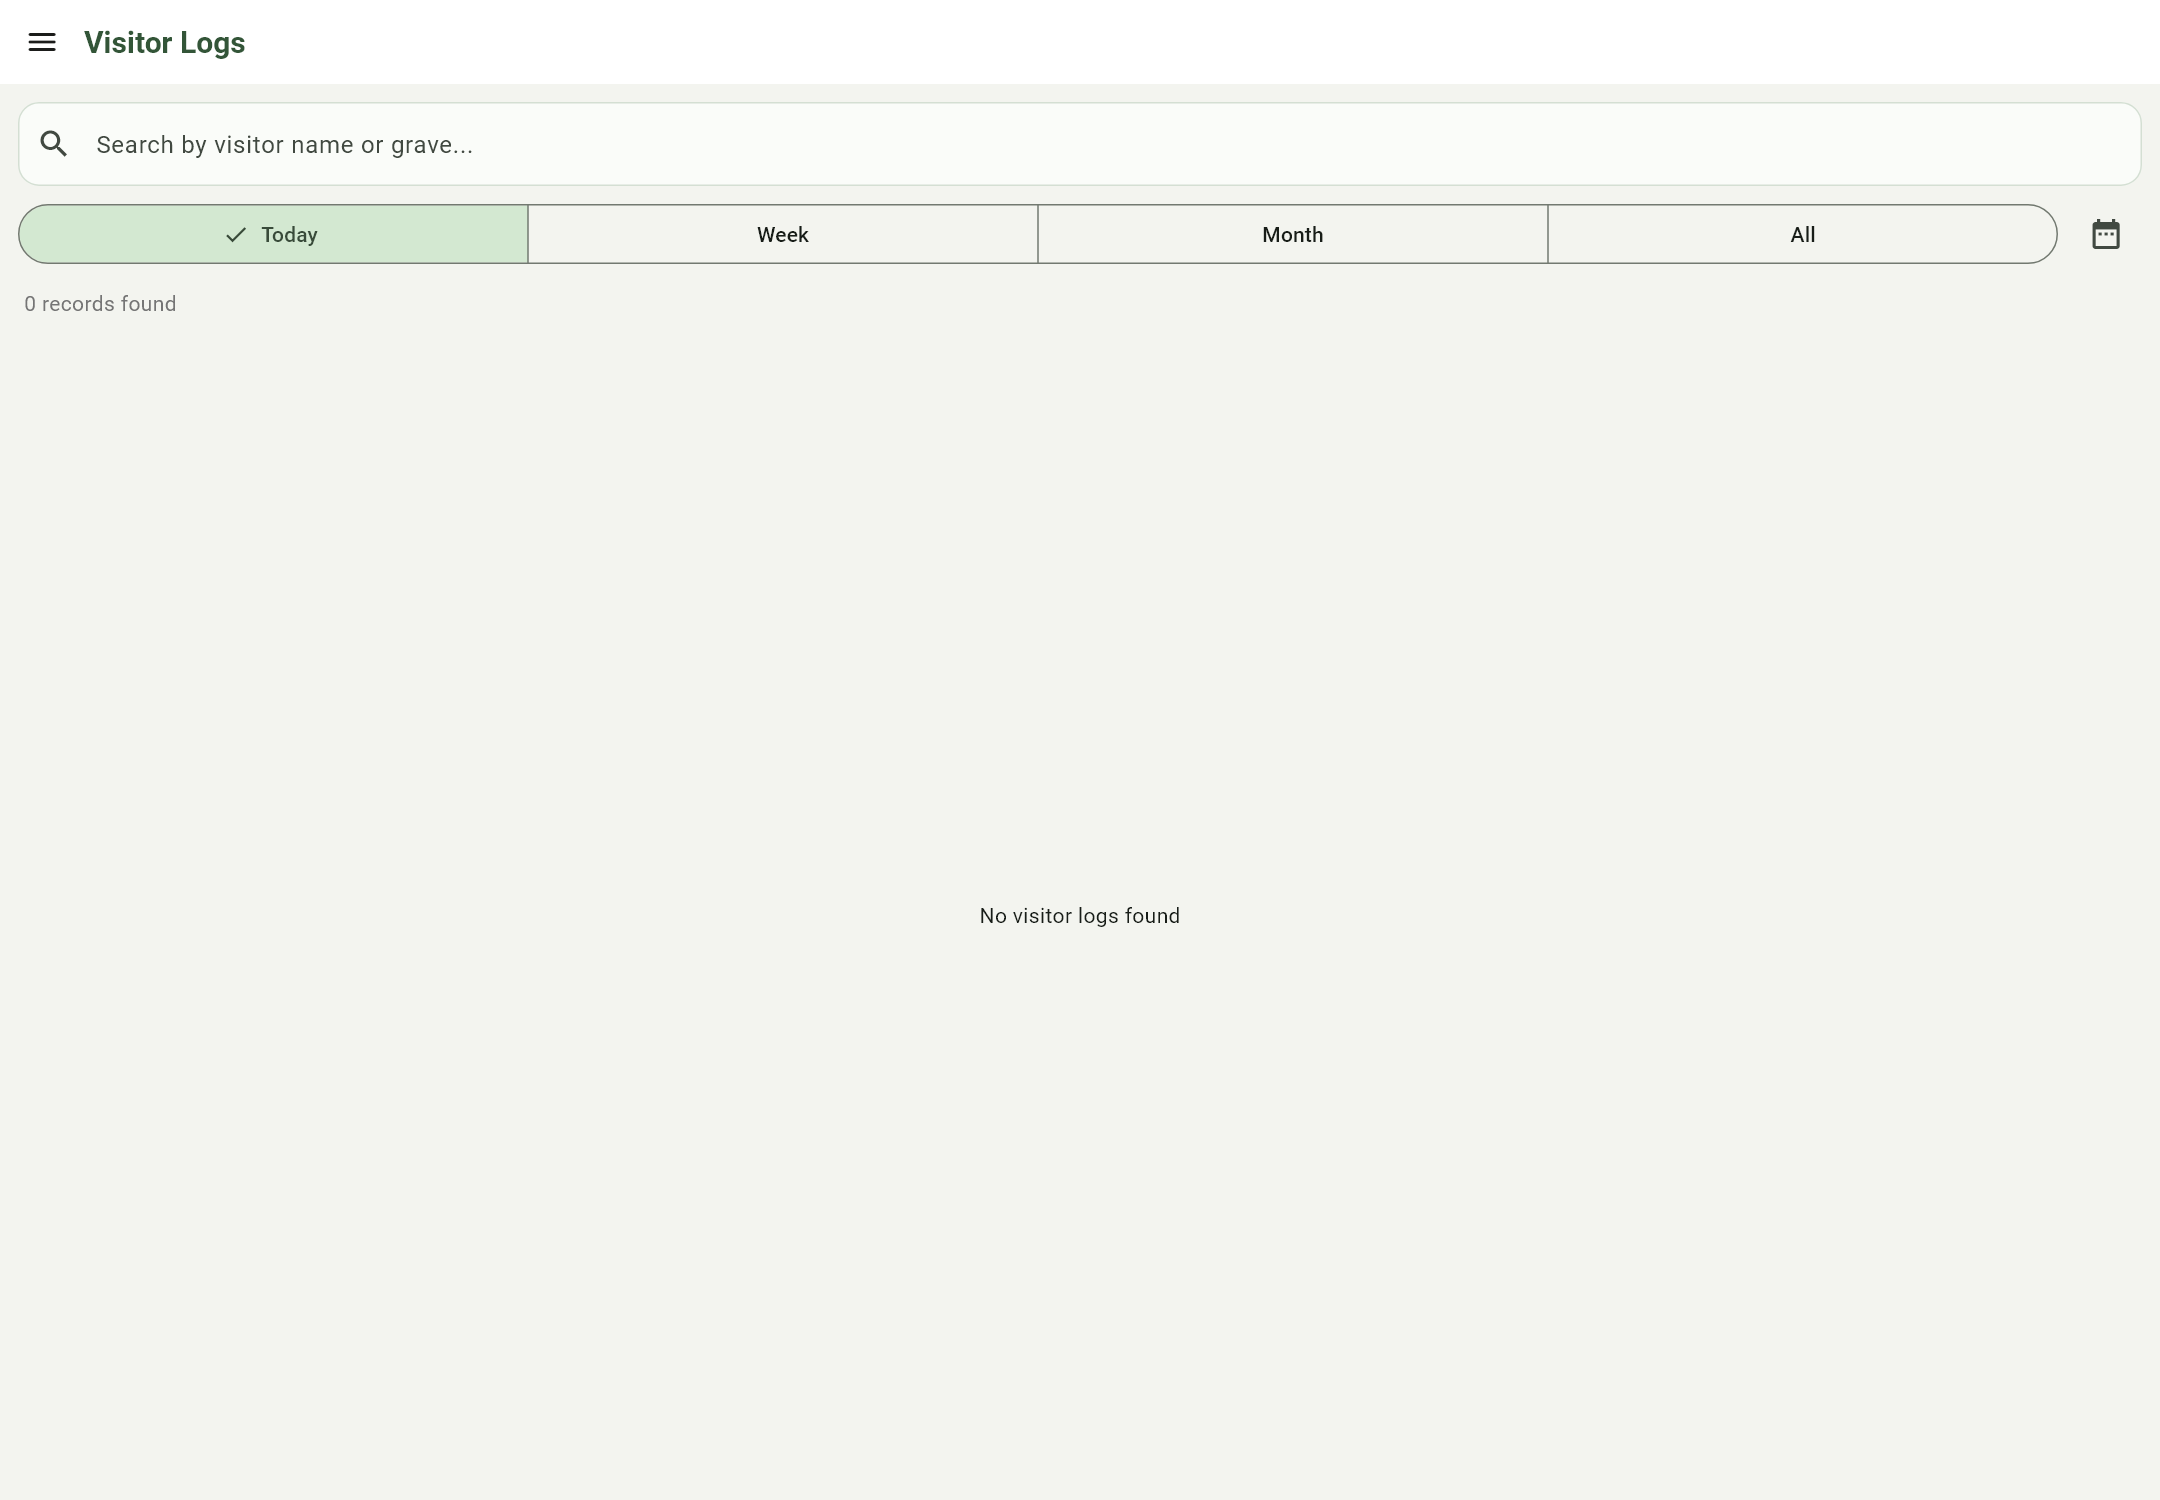 Visitor Logs
Search by visitor name or grave...
Today
Week
Month
All
0 records found
No visitor logs found